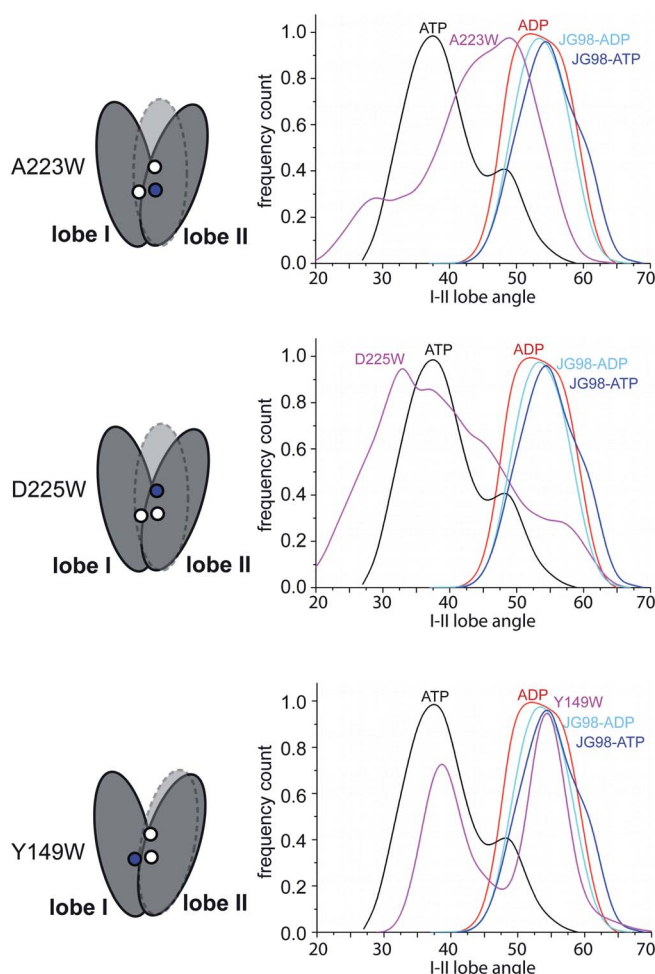 A223W
lobe I
lobe II
frequency count
1.0
0.8
0.6
0.4
0.2
0.0
ATP
A223W
ADP
JG98-ADP
JG98-ATP
20 30 40 50 60 70
I-II lobe angle
D225W
lobe I
lobe II
frequency count
1.0
0.8
0.6
0.4
0.2
0.0
D225W
ATP
ADP
JG98-ADP
JG98-ATP
20 30 40 50 60 70
I-II lobe angle
Y149W
lobe I
lobe II
frequency count
1.0
0.8
0.6
0.4
0.2
0.0
ATP
ADP
Y149W
JG98-ADP
JG98-ATP
20 30 40 50 60 70
I-II lobe angle